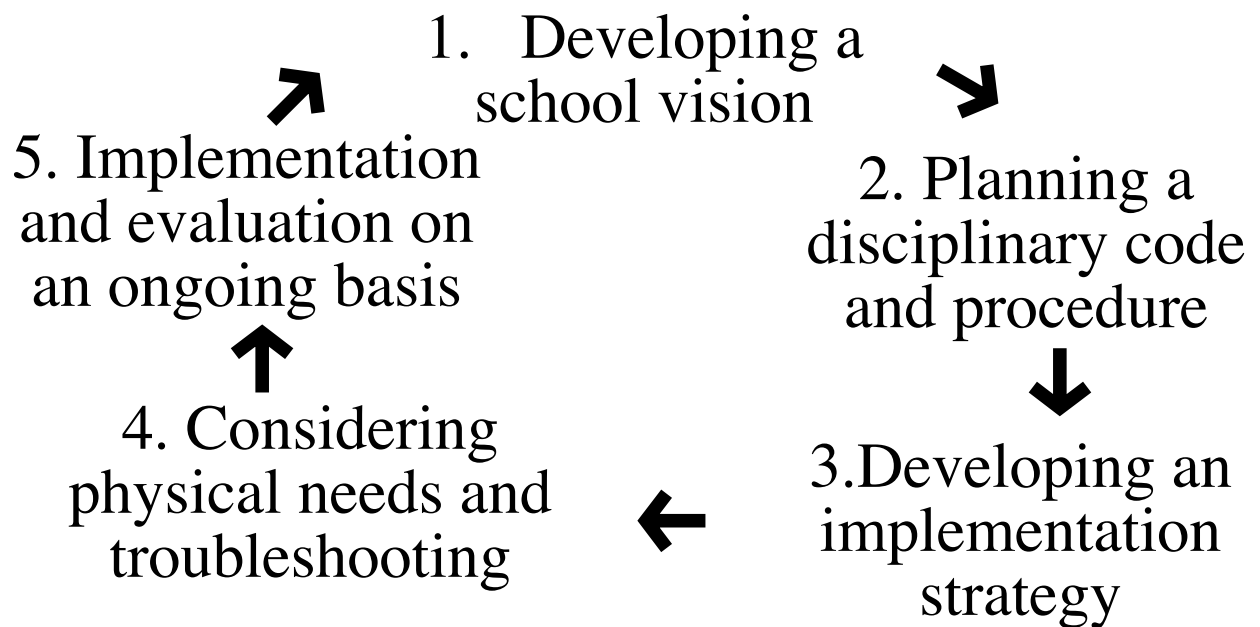 1. Developing a
school vision
2. Planning a
disciplinary code
and procedure
3.Developing an
implementation
strategy
4. Considering
physical needs and
troubleshooting
5. Implementation
and evaluation on
an ongoing basis